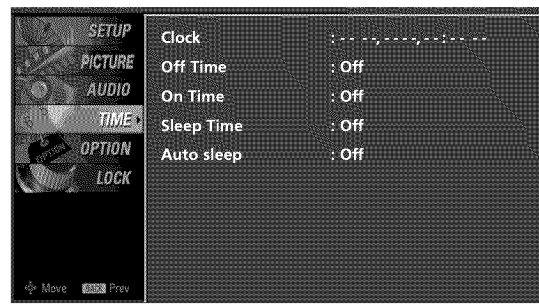 SETUP
PICTURE
AUDIO
TIME
OPTION
LOCK
Move BACK Prev
Clock : -- --, ----, -- : -- --
Off Time : Off
On Time : Off
Sleep Time : Off
Auto sleep : Off